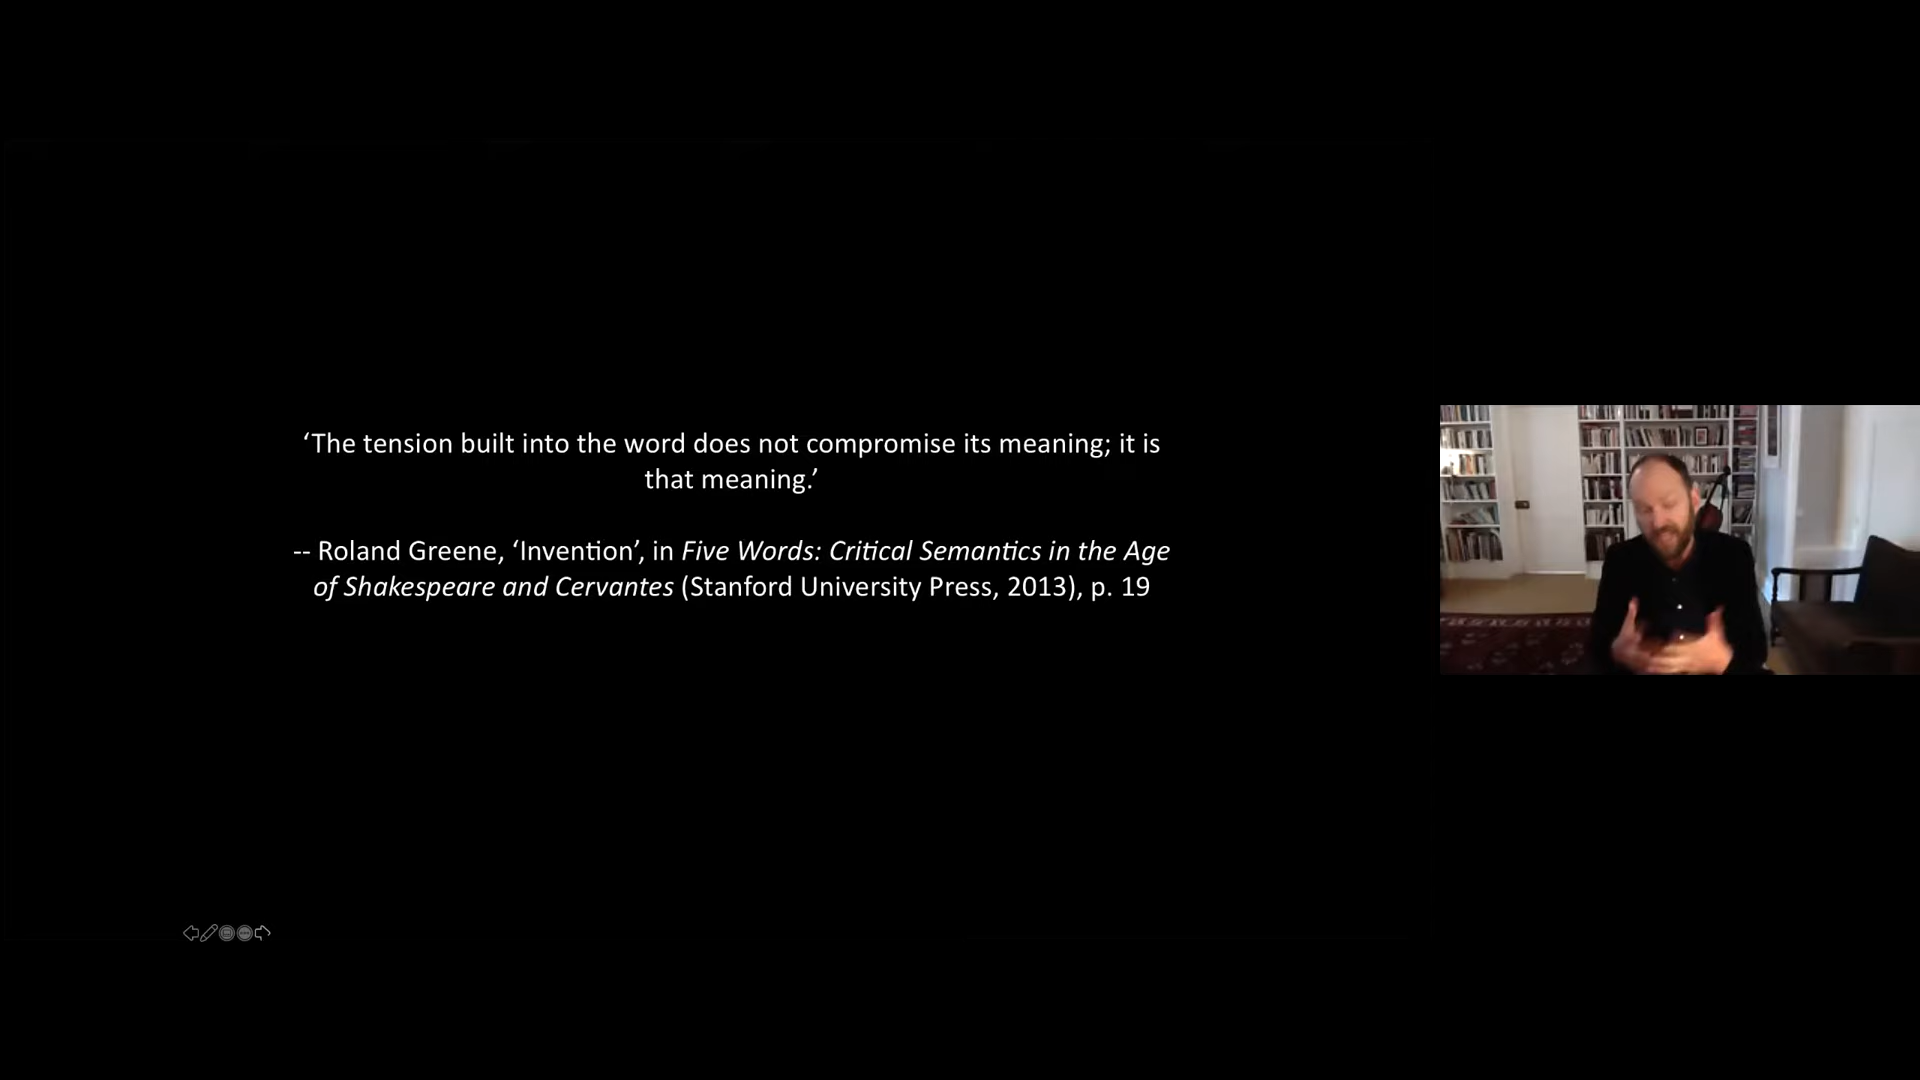 ‘The tension built into the word does not compromise its meaning; it is
that meaning.’
-- Roland Greene, ‘Invention’, in Five Words: Critical Semantics in the Age
of Shakespeare and Cervantes (Stanford University Press, 2013), p. 19